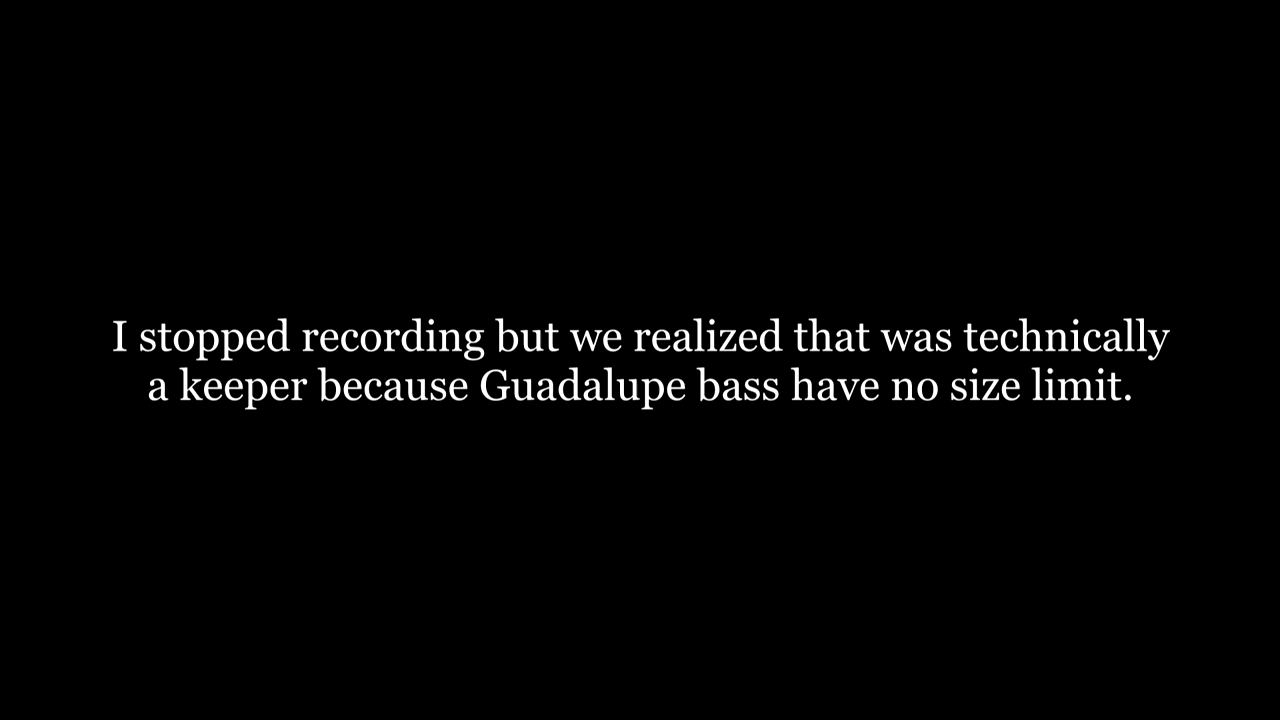 I stopped recording but we realized that was technically
a keeper because Guadalupe bass have no size limit.